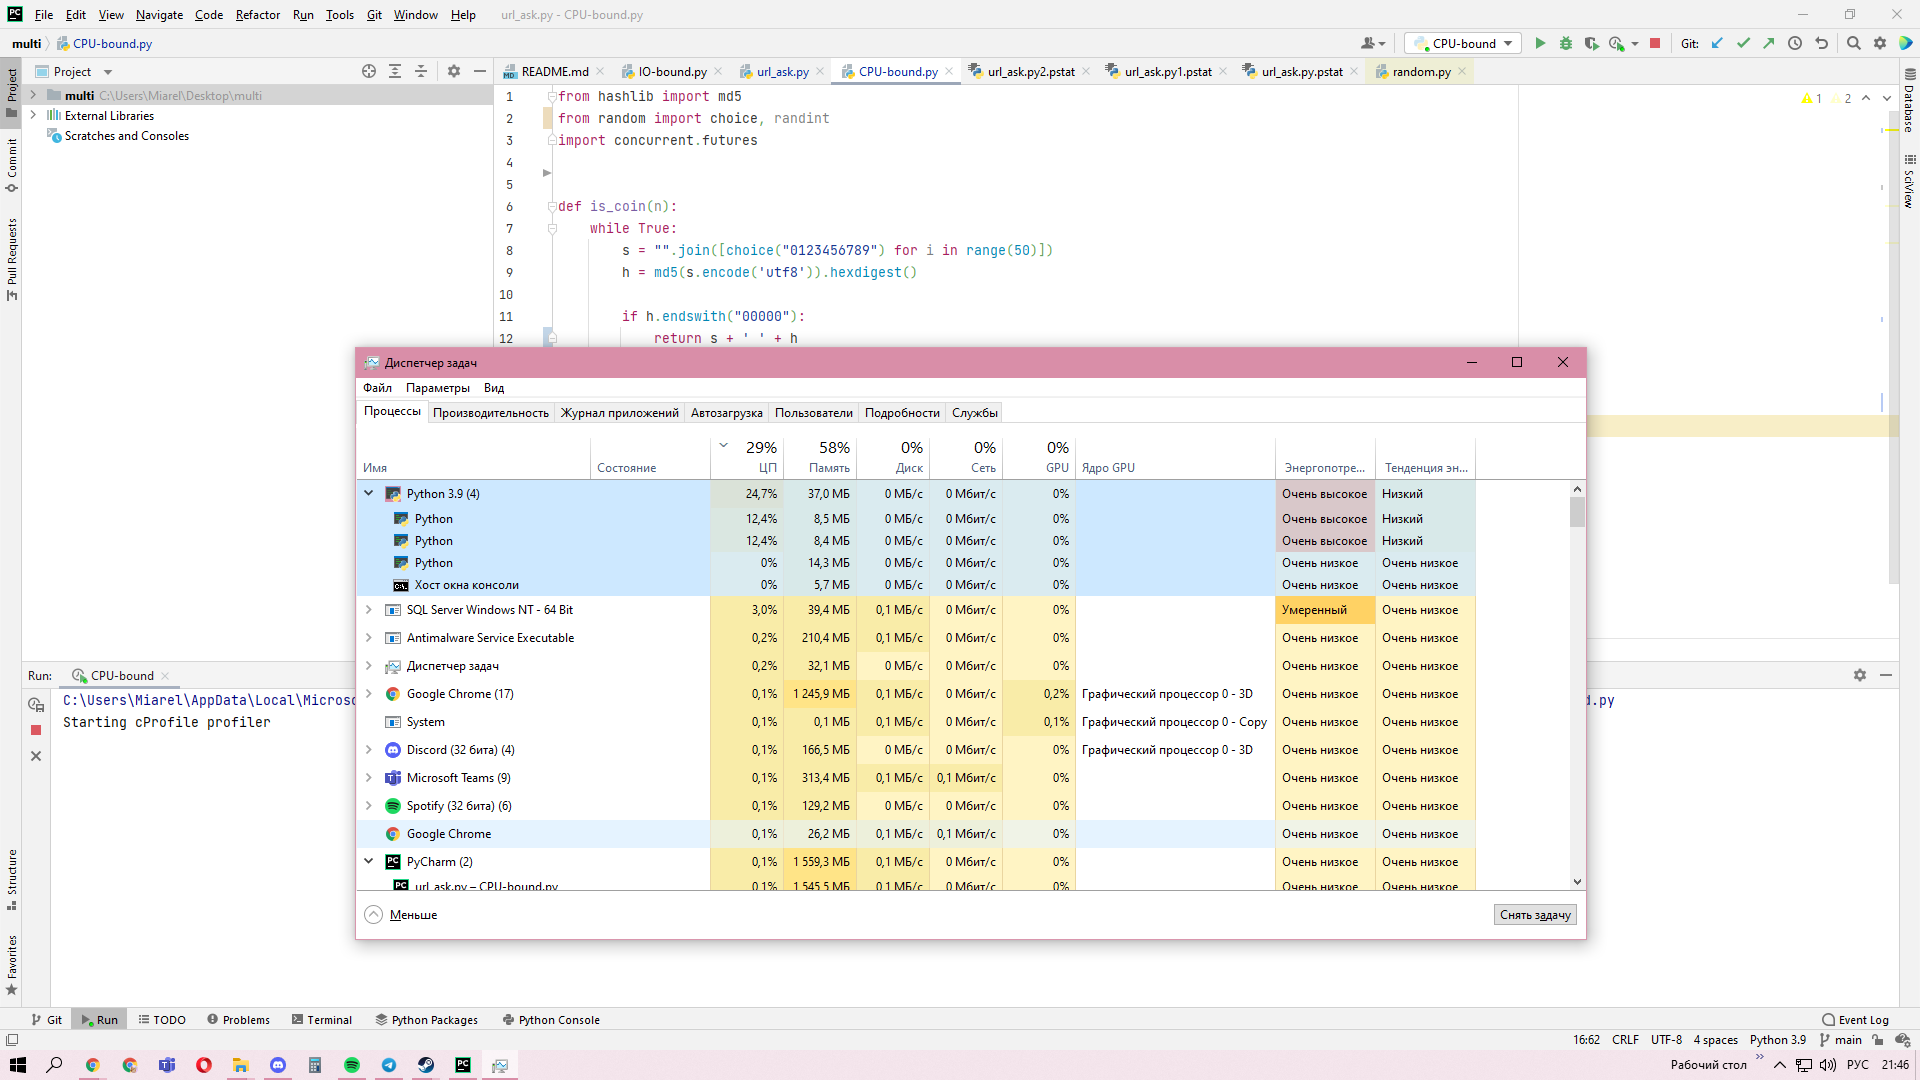 File Edit View Navigate Code Refactor Run Tools Git Window Help url_ask.py - CPU-bound.py
multi CPU-bound.py CPU-bound Git:
Project README.md IO-bound.py url_ask.py CPU-bound.py url_ask.py2.pstat url_ask.py1.pstat url_ask.py.pstat random.py
multi C:\Users\Miarel\Desktop\multi
External Libraries
Scratches and Consoles
Project
Commit
Pull Requests
Structure
Favorites
Database
SciView
1 2
1 from hashlib import md5
2 from random import choice, randint
3 import concurrent.futures
4
5
6 def is_coin(n):
7 while True:
8 s = "".join([choice("0123456789") for i in range(50)])
9 h = md5(s.encode('utf8')).hexdigest()
10
11 if h.endswith("00000"):
12 return s + ' ' + h
Диспетчер задач
Файл Параметры Вид
Процессы Производительность Журнал приложений Автозагрузка Пользователи Подробности Службы
29% 58% 0% 0% 0%
Имя Состояние ЦП Память Диск Сеть GPU Ядро GPU Энергопотре... Тенденция эн...
Python 3.9 (4) 24,7% 37,0 МБ 0 МБ/с 0 Мбит/с 0% Очень высокое Низкий
Python 12,4% 8,5 МБ 0 МБ/с 0 Мбит/с 0% Очень высокое Низкий
Python 12,4% 8,4 МБ 0 МБ/с 0 Мбит/с 0% Очень высокое Низкий
Python 0% 14,3 МБ 0 МБ/с 0 Мбит/с 0% Очень низкое Очень низкое
Хост окна консоли 0% 5,7 МБ 0 МБ/с 0 Мбит/с 0% Очень низкое Очень низкое
SQL Server Windows NT - 64 Bit 3,0% 39,4 МБ 0,1 МБ/с 0 Мбит/с 0% Умеренный Очень низкое
Antimalware Service Executable 0,2% 210,4 МБ 0,1 МБ/с 0 Мбит/с 0% Очень низкое Очень низкое
Диспетчер задач 0,2% 32,1 МБ 0 МБ/с 0 Мбит/с 0% Очень низкое Очень низкое
Google Chrome (17) 0,1% 1 245,9 МБ 0,1 МБ/с 0 Мбит/с 0,2% Графический процессор 0 - 3D Очень низкое Очень низкое
System 0,1% 0,1 МБ 0,1 МБ/с 0 Мбит/с 0,1% Графический процессор 0 - Copy Очень низкое Очень низкое
Discord (32 бита) (4) 0,1% 166,5 МБ 0 МБ/с 0 Мбит/с 0% Графический процессор 0 - 3D Очень низкое Очень низкое
Microsoft Teams (9) 0,1% 313,4 МБ 0,1 МБ/с 0,1 Мбит/с 0% Очень низкое Очень низкое
Spotify (32 бита) (6) 0,1% 129,2 МБ 0 МБ/с 0 Мбит/с 0% Очень низкое Очень низкое
Google Chrome 0,1% 26,2 МБ 0,1 МБ/с 0,1 Мбит/с 0% Очень низкое Очень низкое
PyCharm (2) 0,1% 1 559,3 МБ 0,1 МБ/с 0 Мбит/с 0% Очень низкое Очень низкое
url_ask.py – CPU-bound.py 0,1% 1 545,5 МБ 0,1 МБ/с 0 Мбит/с 0% Очень низкое Очень низкое
Меньше Снять задачу
Run: CPU-bound
C:\Users\Miarel\AppData\Local\Microso d.py
Starting cProfile profiler
Git Run TODO Problems Terminal Python Packages Python Console Event Log
16:62 CRLF UTF-8 4 spaces Python 3.9 main
Рабочий стол РУС 21:46